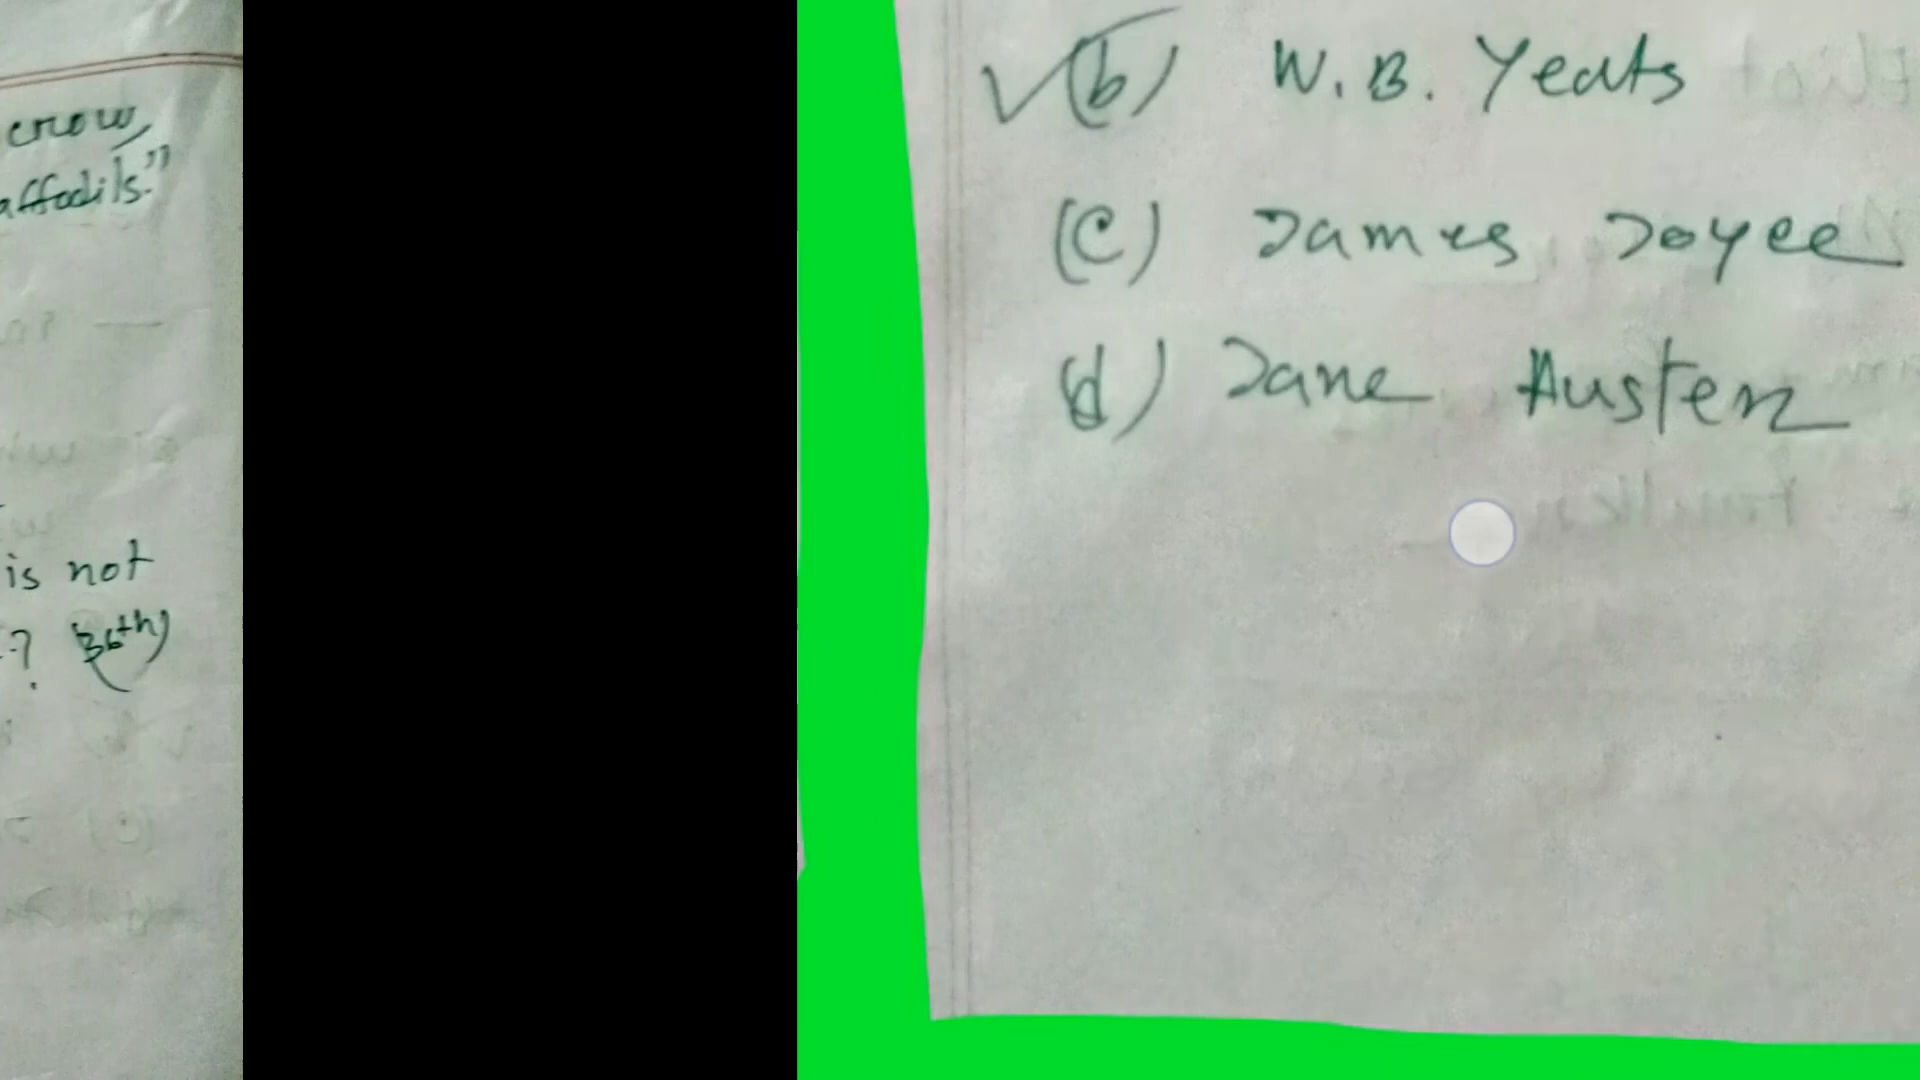 crow,
affodils."
is not
? (36th)
(b) W.B. Yeats
(c) James Joyce
(d) Jane Austen